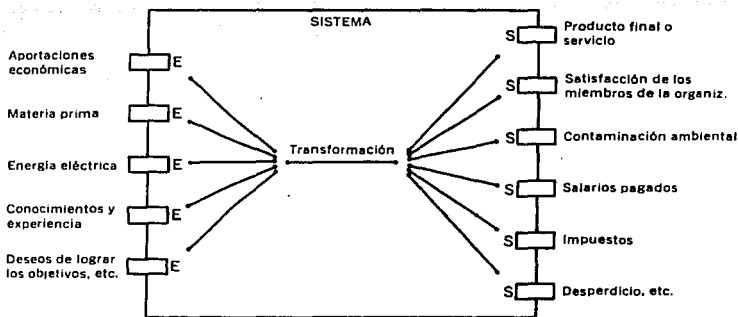 SISTEMA
Aportaciones
económicas
E
Materia prima
E
Energía eléctrica
E
Conocimientos y
experiencia
E
Deseos de lograr
los objetivos, etc.
E
Transformación
S
Producto final o
servicio
S
Satisfacción de los
miembros de la organiz.
S
Contaminación ambiental
S
Salarios pagados
S
Impuestos
S
Desperdicio, etc.